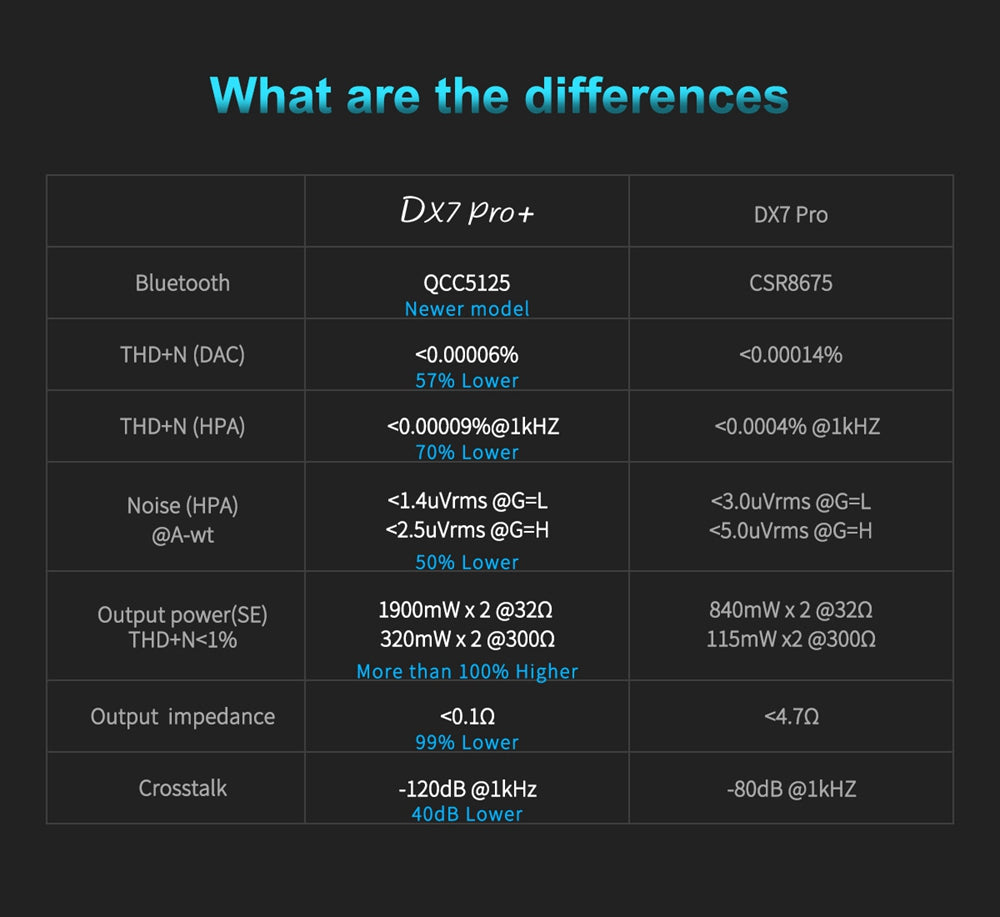 What are the differences
DX7 Pro+ DX7 Pro
Bluetooth QCC5125 CSR8675
Newer model
THD+N (DAC) <0.00006% <0.00014%
57% Lower
THD+N (HPA) <0.00009%@1kHZ <0.0004% @1kHZ
70% Lower
Noise (HPA) <1.4uVrms @G=L <3.0uVrms @G=L
@A-wt <2.5uVrms @G=H <5.0uVrms @G=H
50% Lower
Output power(SE) 1900mW x 2 @32Ω 840mW x 2 @32Ω
THD+N<1% 320mW x 2 @300Ω 115mW x2 @300Ω
More than 100% Higher
Output impedance <0.1Ω <4.7Ω
99% Lower
Crosstalk -120dB @1kHz -80dB @1kHZ
40dB Lower